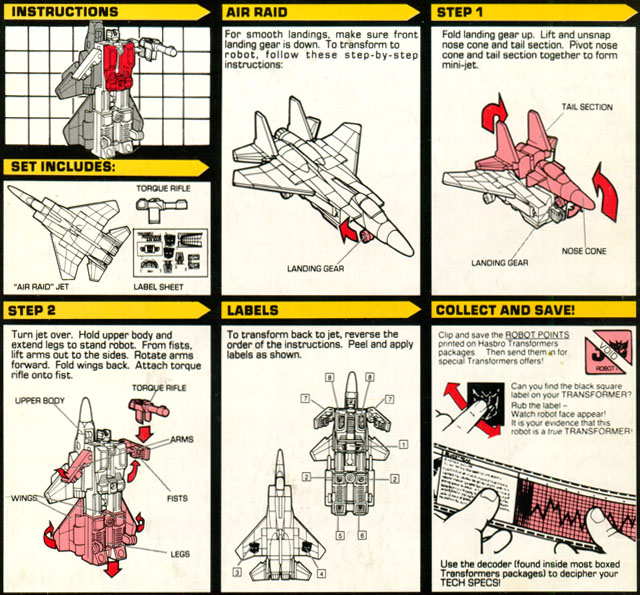 INSTRUCTIONS
SET INCLUDES:
TORQUE RIFLE
"AIR RAID" JET
LABEL SHEET
AIR RAID
For smooth landings, make sure front
landing gear is down. To transform to
robot, follow these step-by-step
instructions:
LANDING GEAR
STEP 1
Fold landing gear up. Lift and unsnap
nose cone and tail section. Pivot nose
cone and tail section together to form
mini-jet.
TAIL SECTION
LANDING GEAR
NOSE CONE
STEP 2
Turn jet over. Hold upper body and
extend legs to stand robot. From fists,
lift arms out to the sides. Rotate arms
forward. Fold wings back. Attach torque
rifle onto fist.
TORQUE RIFLE
UPPER BODY
ARMS
FISTS
WINGS
LEGS
LABELS
To transform back to jet, reverse the
order of the instructions. Peel and apply
labels as shown.
8 8
7 7
1
2 2
5 6
3 4
COLLECT AND SAVE!
Clip and save the ROBOT POINTS
printed on Hasbro Transformers
packages. Then send them in for
special Transformers offers!
VOID
ROBOT
Can you find the black square
label on your TRANSFORMER?
Rub the label –
Watch robot face appear!
It is your evidence that this
robot is a true TRANSFORMER!
Use the decoder (found inside most boxed
Transformers packages) to decipher your
TECH SPECS!